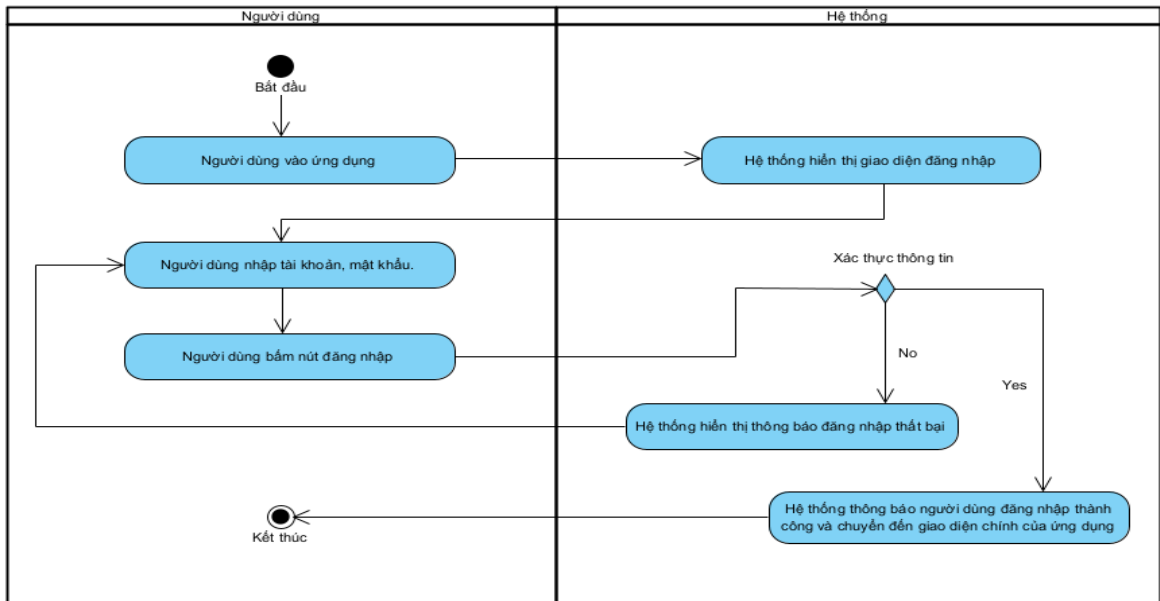 Người dùng
Hệ thống
Bắt đầu
Người dùng vào ứng dụng
Hệ thống hiển thị giao diện đăng nhập
Người dùng nhập tài khoản, mật khẩu.
Xác thực thông tin
Người dùng bấm nút đăng nhập
No
Yes
Hệ thống hiển thị thông báo đăng nhập thất bại
Hệ thống thông báo người dùng đăng nhập thành
công và chuyển đến giao diện chính của ứng dụng
Kết thúc